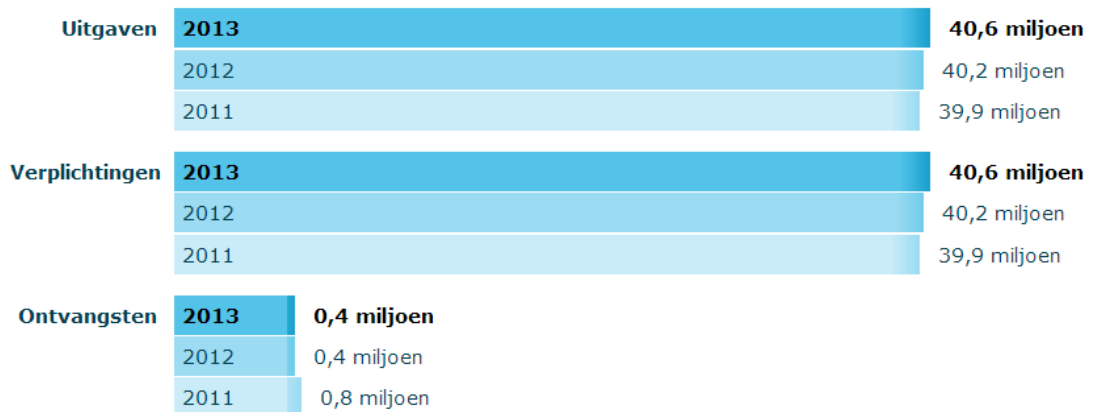 Uitgaven 2013 40,6 miljoen
2012 40,2 miljoen
2011 39,9 miljoen
Verplichtingen 2013 40,6 miljoen
2012 40,2 miljoen
2011 39,9 miljoen
Ontvangsten 2013 0,4 miljoen
2012 0,4 miljoen
2011 0,8 miljoen